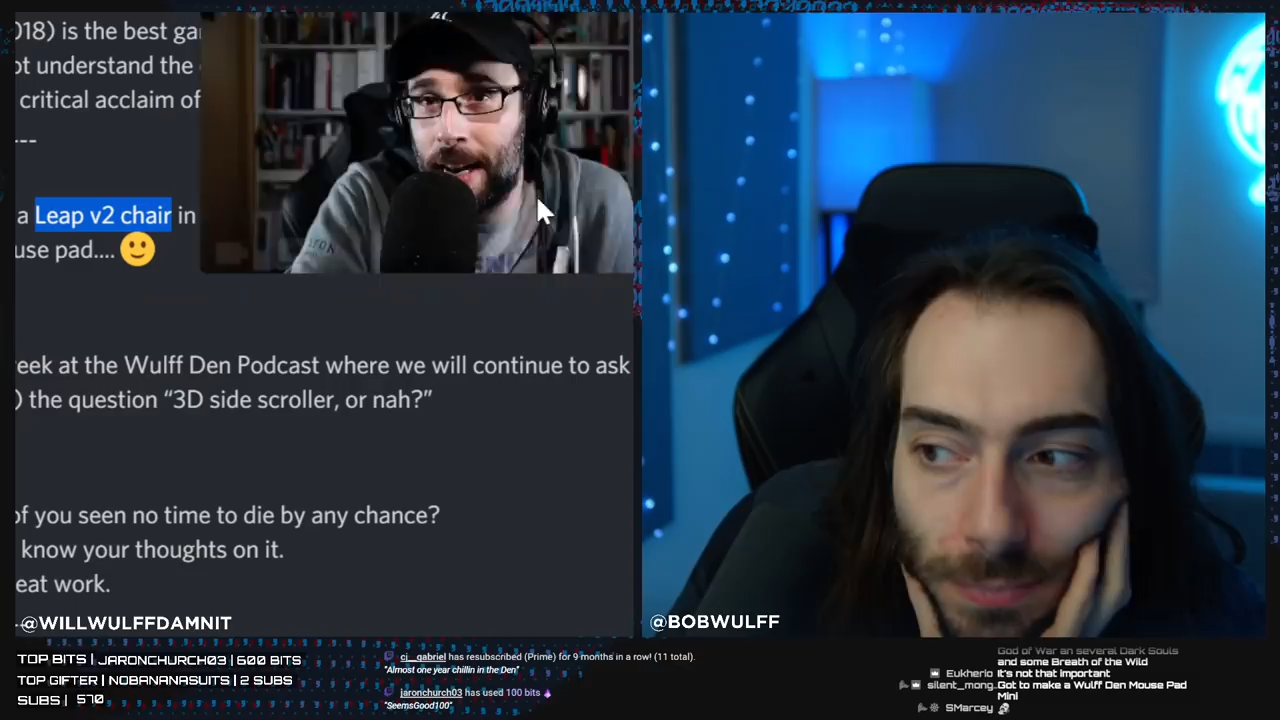 018) is the best gar
ot understand the
critical acclaim of
---
a Leap v2 chair in
use pad....
eek at the Wulff Den Podcast where we will continue to ask
) the question “3D side scroller, or nah?”
of you seen no time to die by any chance?
know your thoughts on it.
eat work.
@WILLWULFFDAMNIT
@BOBWULFF
TOP BITS | JARONCHURCH03 | 500 BITS
TOP GIFTER | NOBANANASUITS | 2 SUBS
SUBS | 570
ci__gabriel has resubscribed (Prime) for 9 months in a row! (11 total).
"Almost one year chillin in the Den"
jaronchurch03 has used 100 bits
"SeemsGood100"
God of War an several Dark Souls
and some Breath of the Wild
Eukherio It's not that important
silent_mong.. Got to make a Wulff Den Mouse Pad
Mini
SMarcey